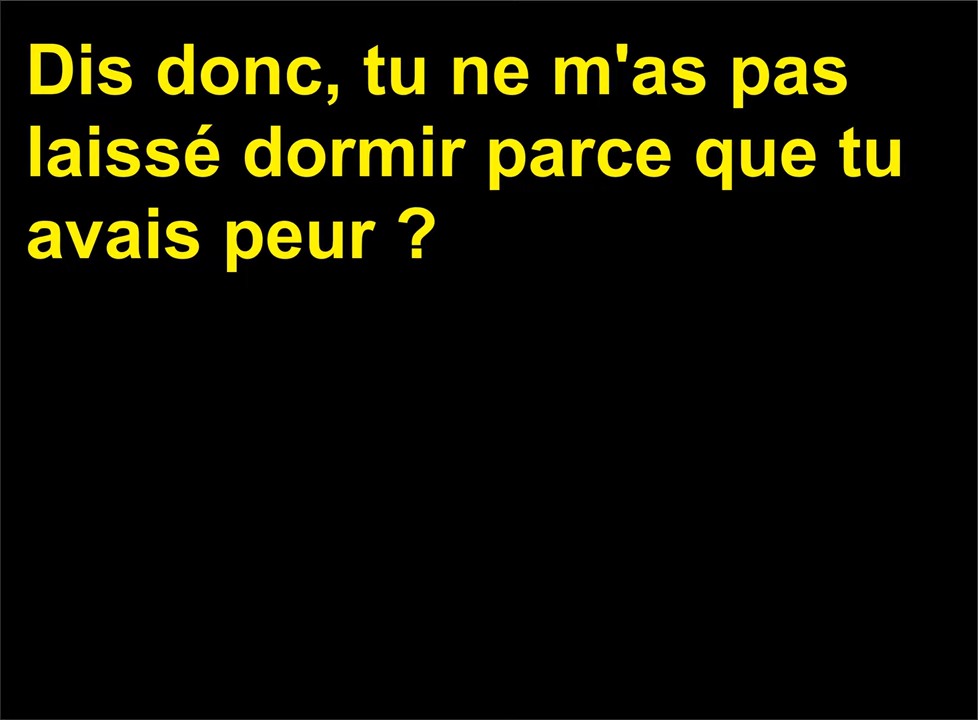 Dis donc, tu ne m'as pas
laissé dormir parce que tu
avais peur ?